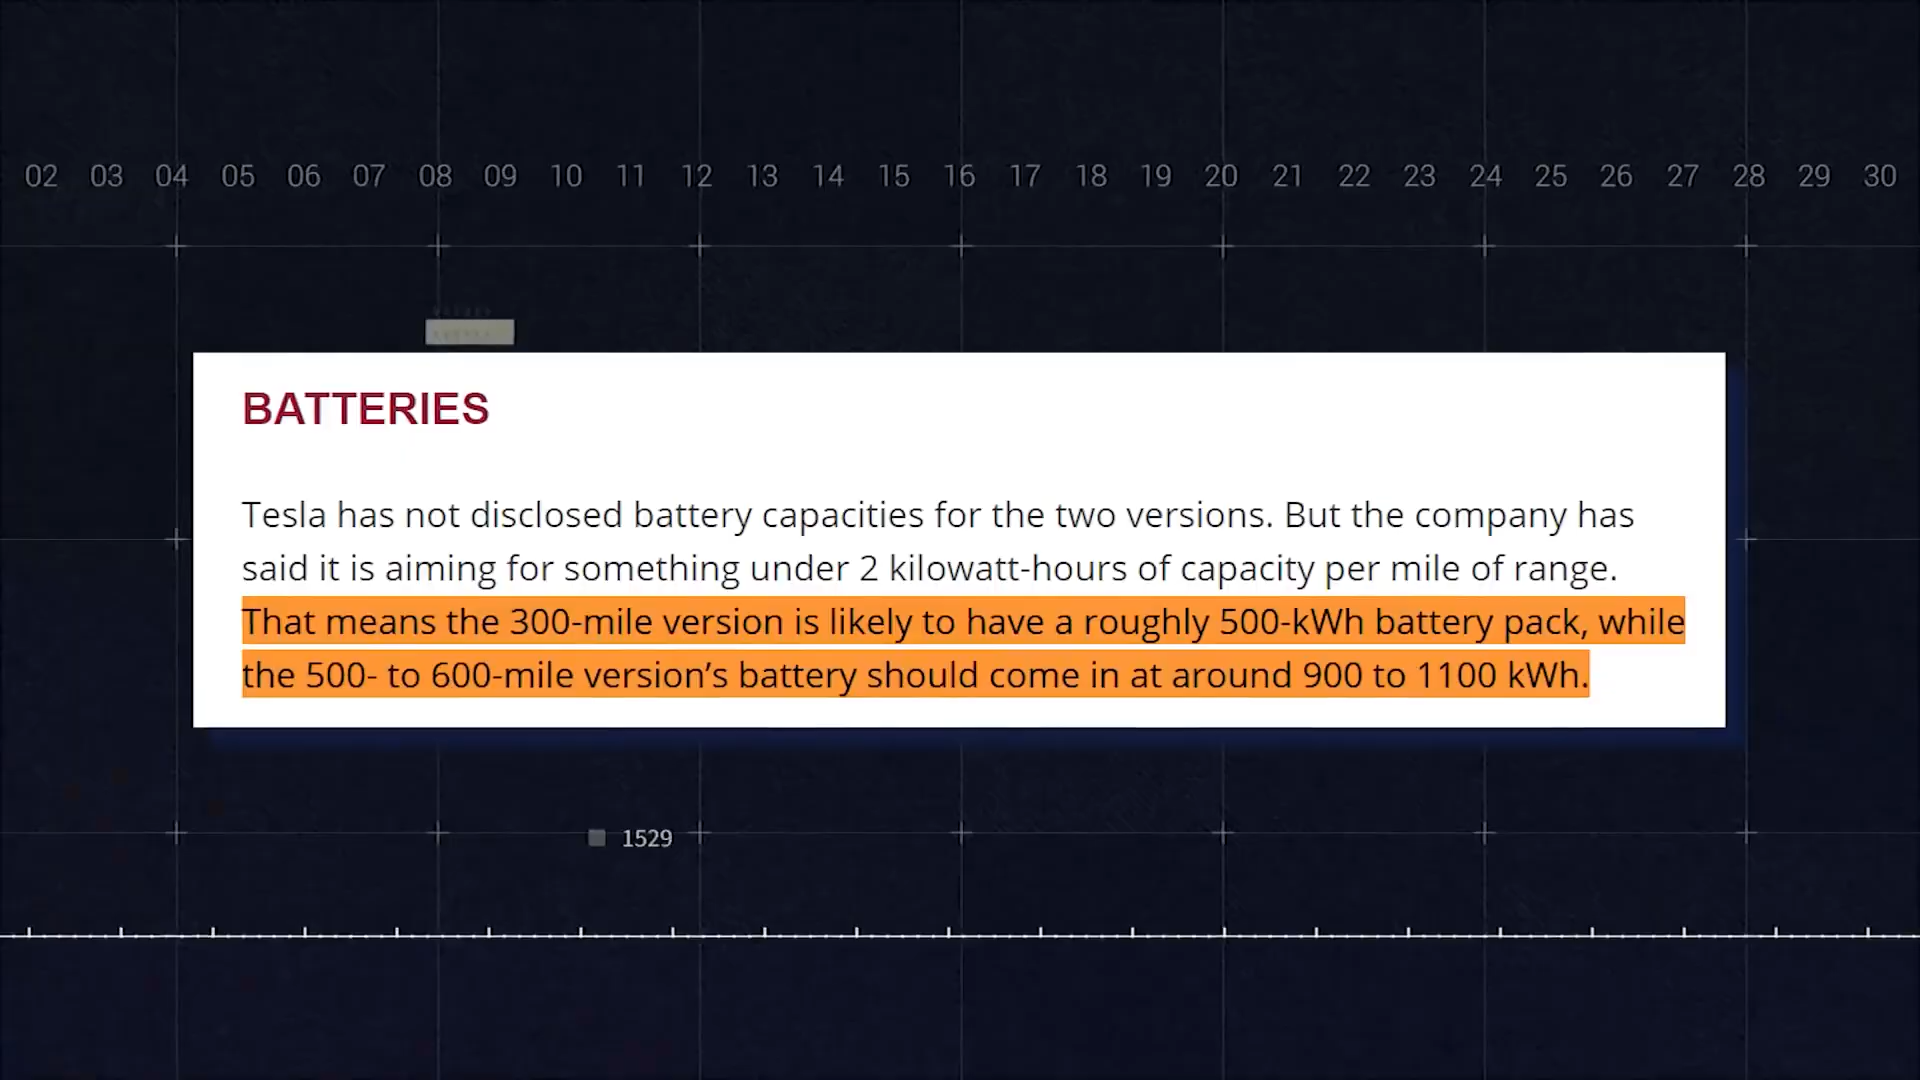 02 03 04 05 06 07 08 09 10 11 12 13 14 15 16 17 18 19 20 21 22 23 24 25 26 27 28 29 30
BATTERIES
Tesla has not disclosed battery capacities for the two versions. But the company has
said it is aiming for something under 2 kilowatt-hours of capacity per mile of range.
That means the 300-mile version is likely to have a roughly 500-kWh battery pack, while
the 500- to 600-mile version’s battery should come in at around 900 to 1100 kWh.
1529